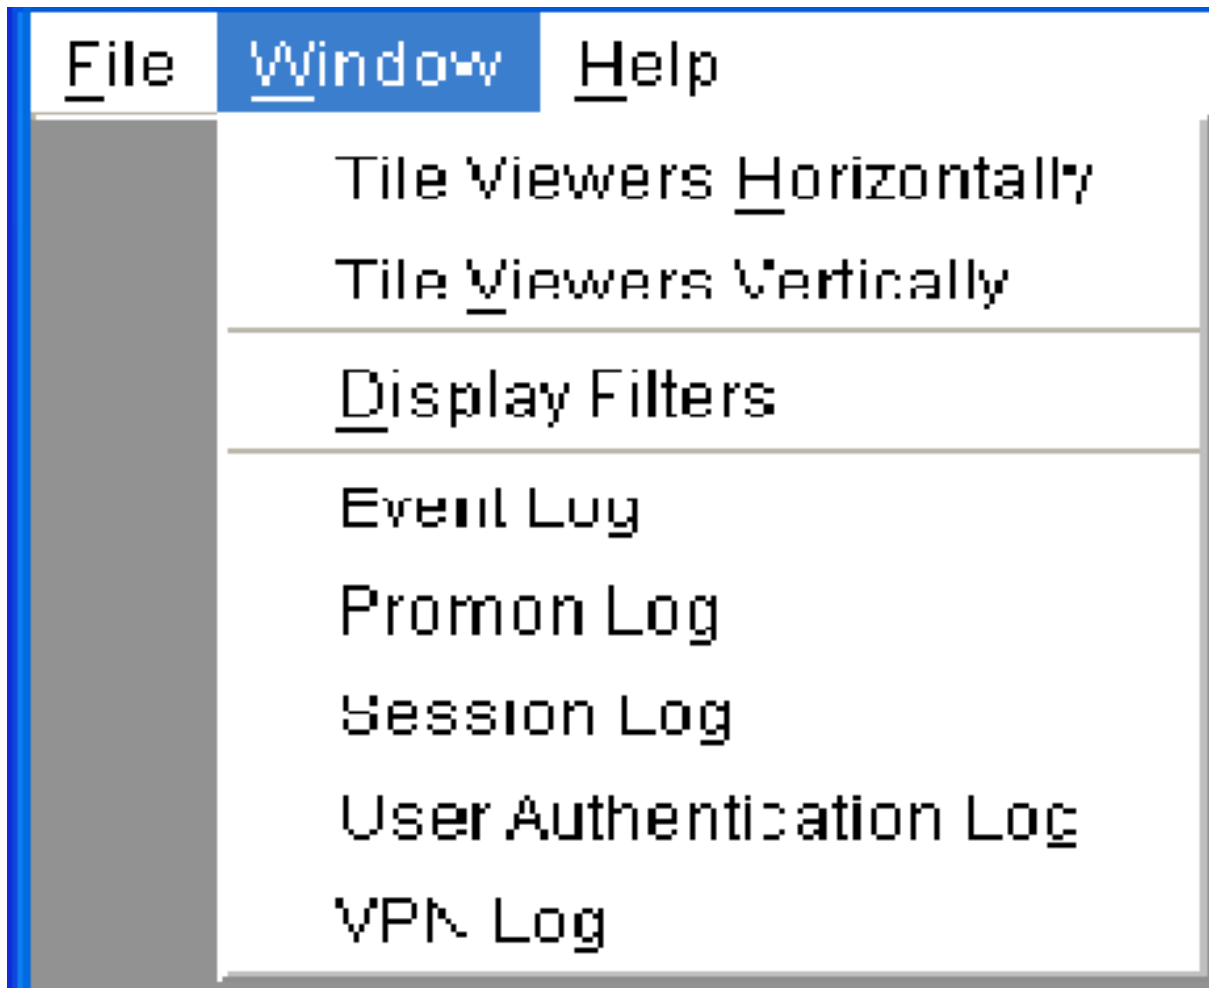 File Window Help
Tile Viewers Horizontally
Tile Viewers Vertically
Display Filters
Event Log
Promon Log
Session Log
User Authentication Log
VPN Log